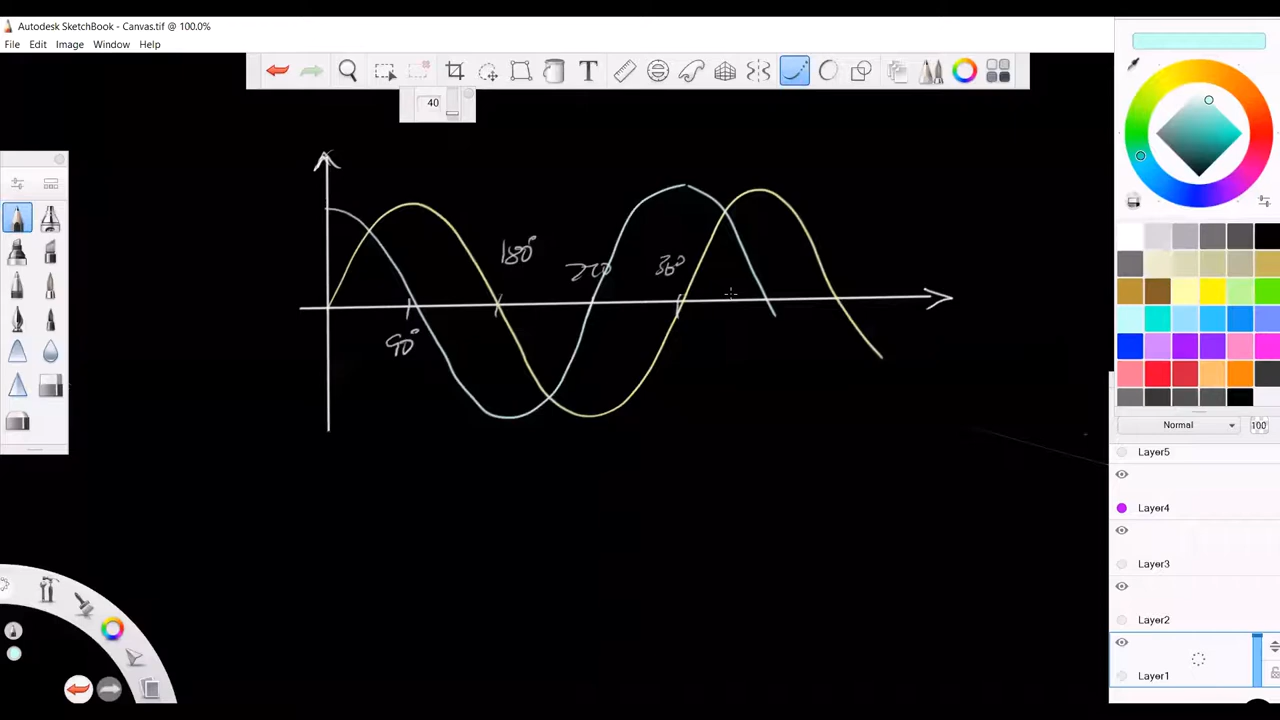 Autodesk SketchBook - Canvas.tif @ 100.0%
File Edit Image Window Help
T
40
180°
270
360
90°
Normal 100
Layer5
Layer4
Layer3
Layer2
Layer1